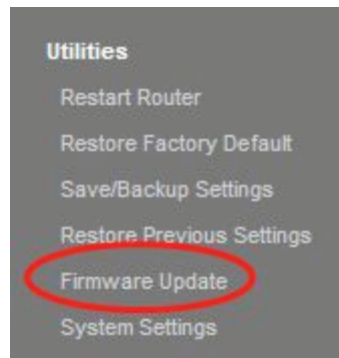 Utilities
Restart Router
Restore Factory Default
Save/Backup Settings
Restore Previous Settings
Firmware Update
System Settings